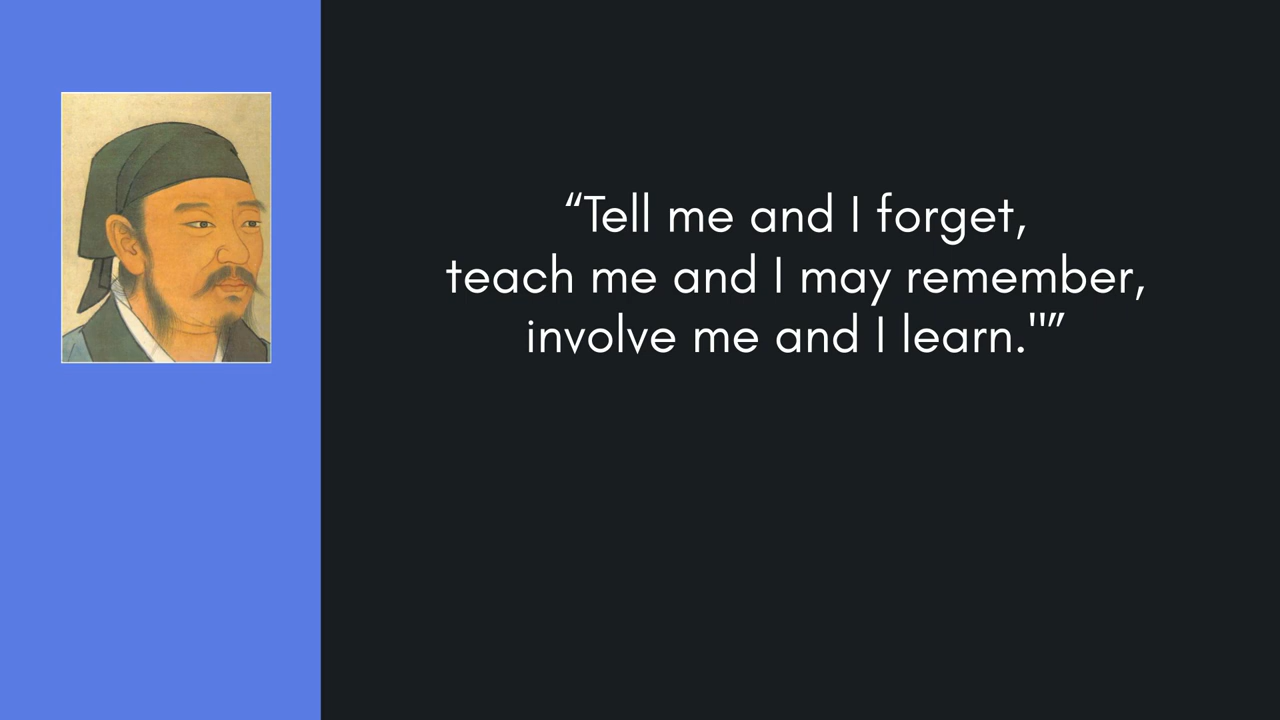 “Tell me and I forget,
teach me and I may remember,
involve me and I learn."”